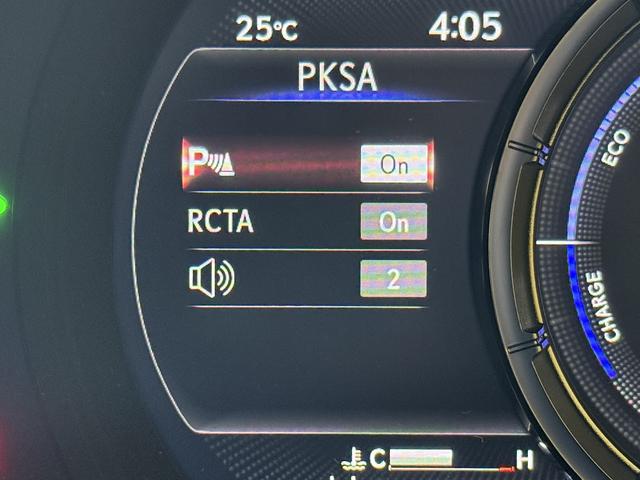 25°C 4:05
PKSA
P On
RCTA On
2
ECO
CHARGE
C H